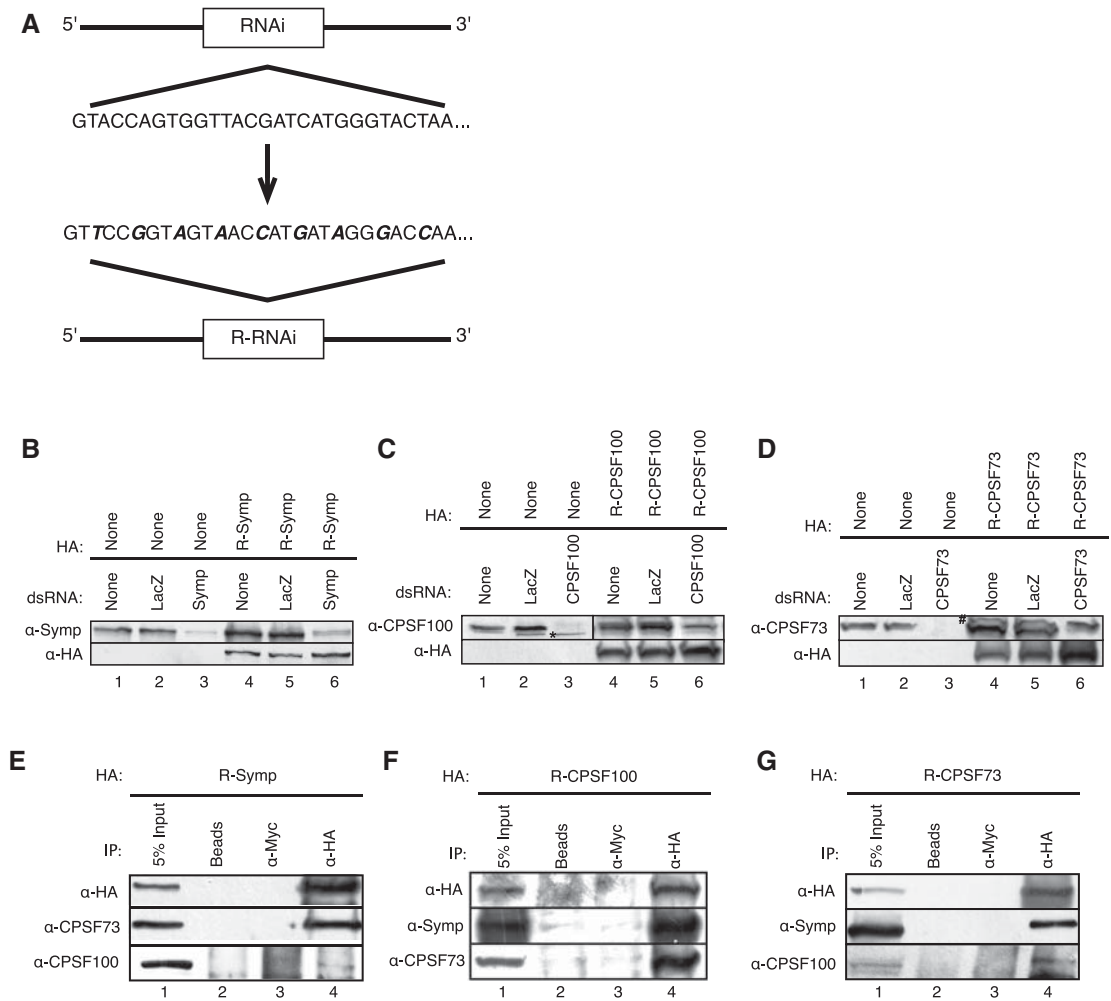 A
5' RNAi 3'
GTACCAGTGGTTACGATCATGGGTACTAA...
GTTCCGGTAGTAACCATGATAGGGACCAA...
5' R-RNAi 3'
B
HA: None None None R-Symp R-Symp R-Symp
dsRNA: None LacZ Symp None LacZ Symp
α-Symp
α-HA
1 2 3 4 5 6
C
HA: None None None R-CPSF100 R-CPSF100 R-CPSF100
dsRNA: None LacZ CPSF100 None LacZ CPSF100
α-CPSF100 *
α-HA
1 2 3 4 5 6
D
HA: None None None R-CPSF73 R-CPSF73 R-CPSF73
dsRNA: None LacZ CPSF73 None LacZ CPSF73
α-CPSF73 #
α-HA
1 2 3 4 5 6
E
HA: R-Symp
IP: 5% Input Beads α-Myc α-HA
α-HA
α-CPSF73
α-CPSF100
1 2 3 4
F
HA: R-CPSF100
IP: 5% Input Beads α-Myc α-HA
α-HA
α-Symp
α-CPSF73
1 2 3 4
G
HA: R-CPSF73
IP: 5% Input Beads α-Myc α-HA
α-HA
α-Symp
α-CPSF100
1 2 3 4